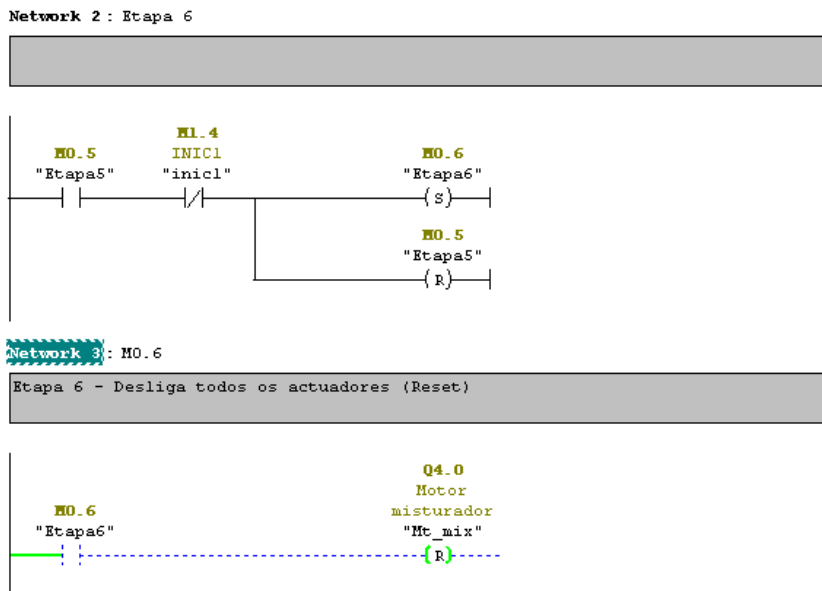 Network 2 : Etapa 6
M1.4
M0.5 INIC1 M0.6
"Etapa5" "inic1" "Etapa6"
( S )
M0.5
"Etapa5"
( R )
Network 3 : M0.6
Etapa 6 - Desliga todos os actuadores (Reset)
Q4.0
Motor
M0.6 misturador
"Etapa6" "Mt_mix"
( R )